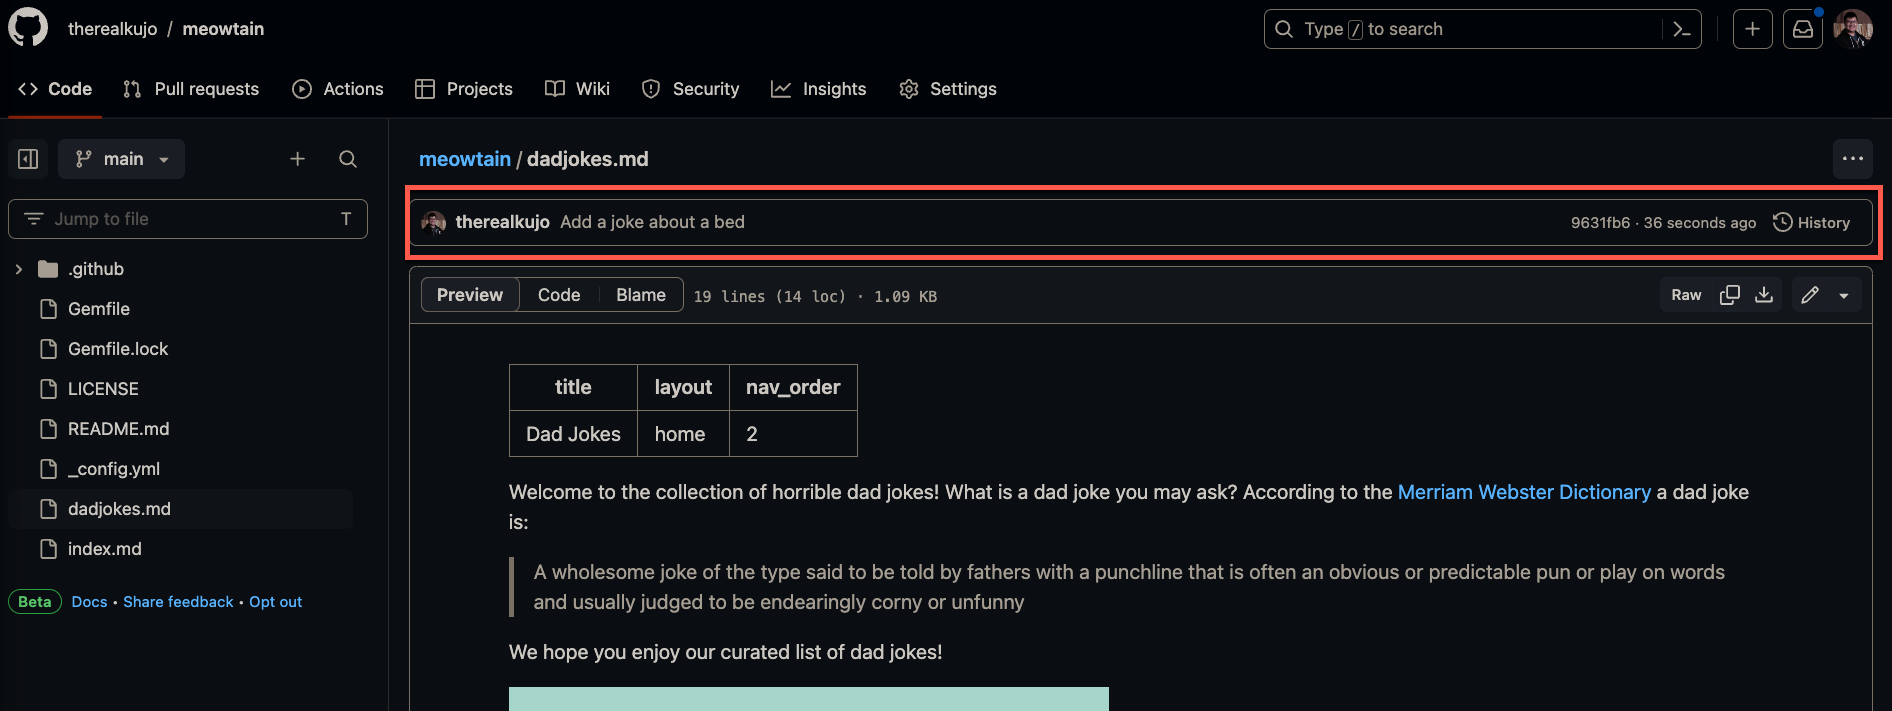 therealkujo / meowtain
Type / to search
Code Pull requests Actions Projects Wiki Security Insights Settings
main
meowtain / dadjokes.md
Jump to file T
therealkujo Add a joke about a bed 9631fb6 · 36 seconds ago History
.github
Gemfile
Gemfile.lock
LICENSE
README.md
_config.yml
dadjokes.md
index.md
Beta Docs • Share feedback • Opt out
Preview Code Blame 19 lines (14 loc) · 1.09 KB Raw
title layout nav_order
Dad Jokes home 2
Welcome to the collection of horrible dad jokes! What is a dad joke you may ask? According to the Merriam Webster Dictionary a dad joke
is:
A wholesome joke of the type said to be told by fathers with a punchline that is often an obvious or predictable pun or play on words
and usually judged to be endearingly corny or unfunny
We hope you enjoy our curated list of dad jokes!